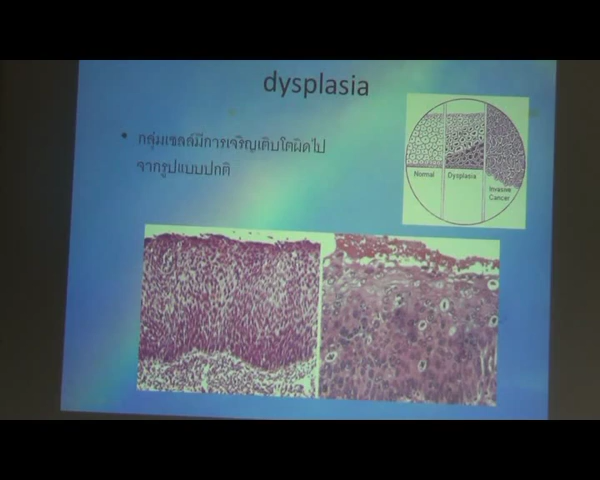 dysplasia
• กลุ่มเซลล์มีการเจริญเติบโตผิดไป
จากรูปแบบปกติ
Normal
Dysplasia
Invasive
Cancer